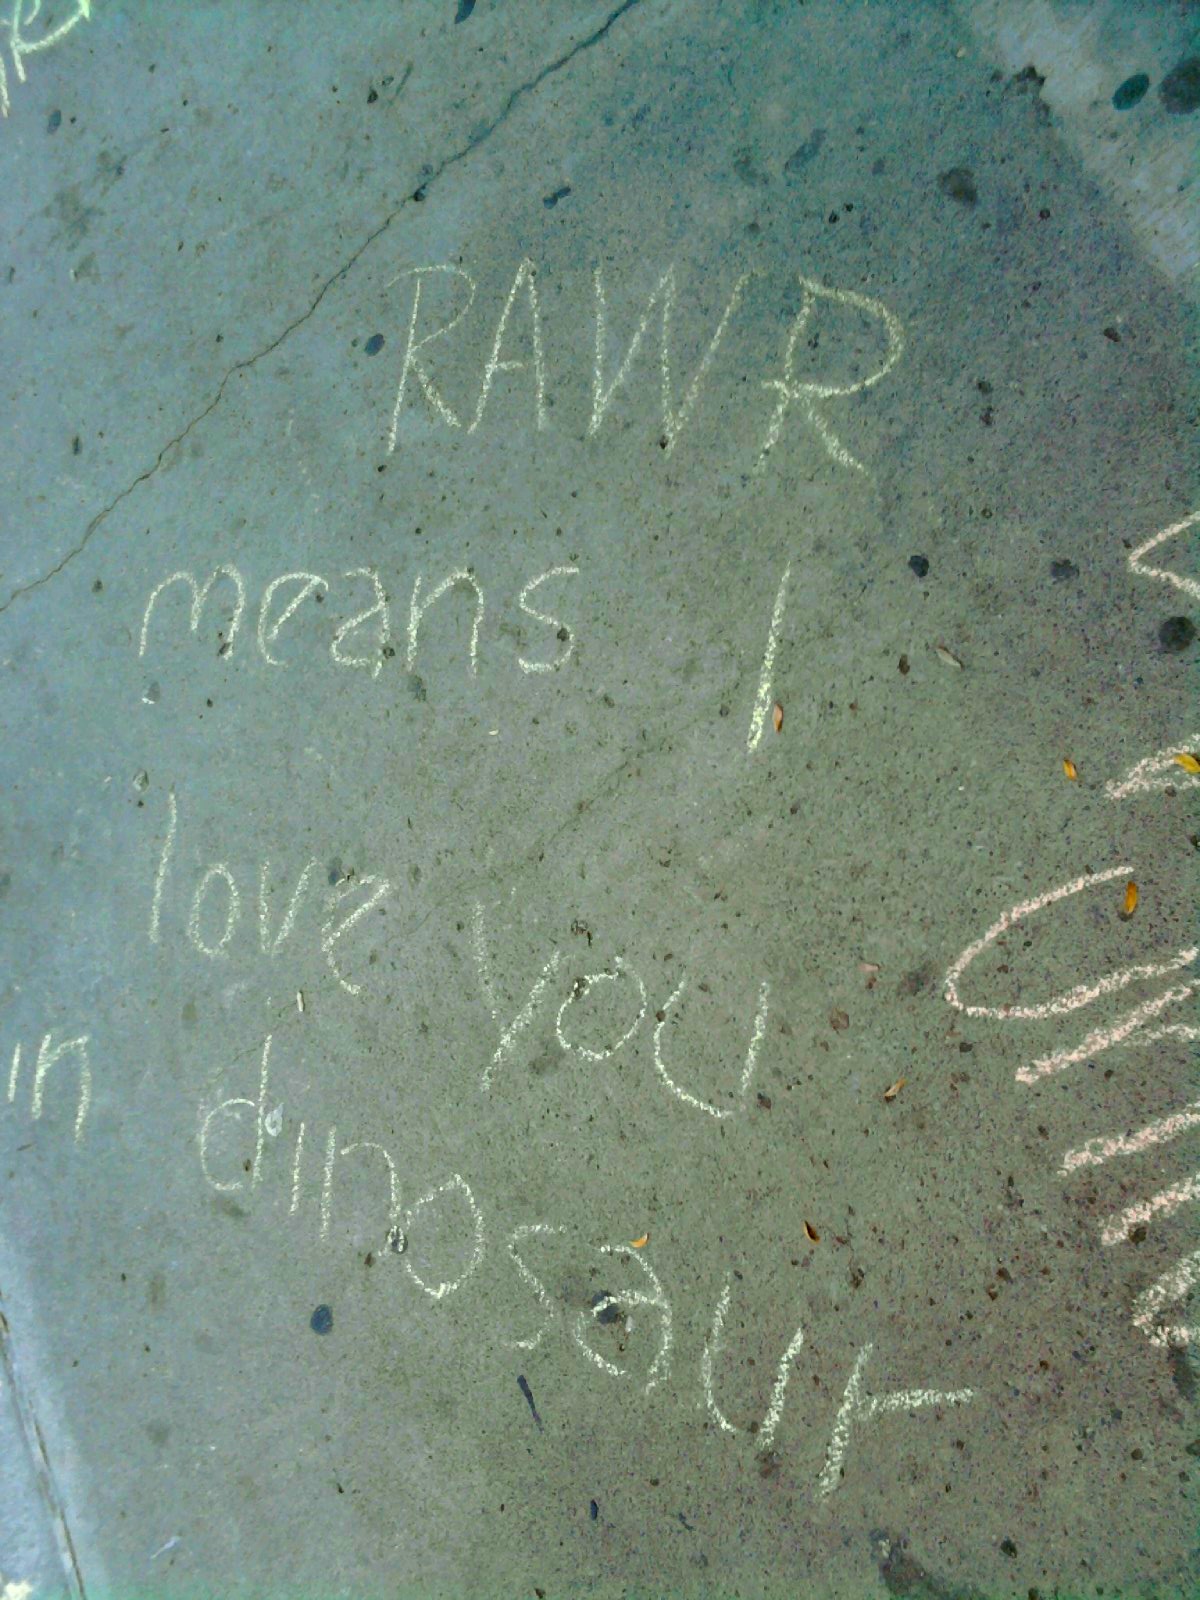 RAWR
means I
love you
in dinosaur